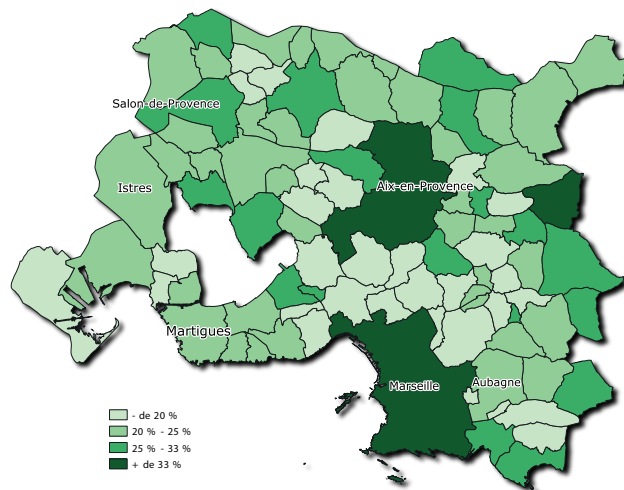 Salon-de-Provence
Istres
Aix-en-Provence
Martigues
Marseille
Aubagne
- de 20 %
20 % - 25 %
25 % - 33 %
+ de 33 %